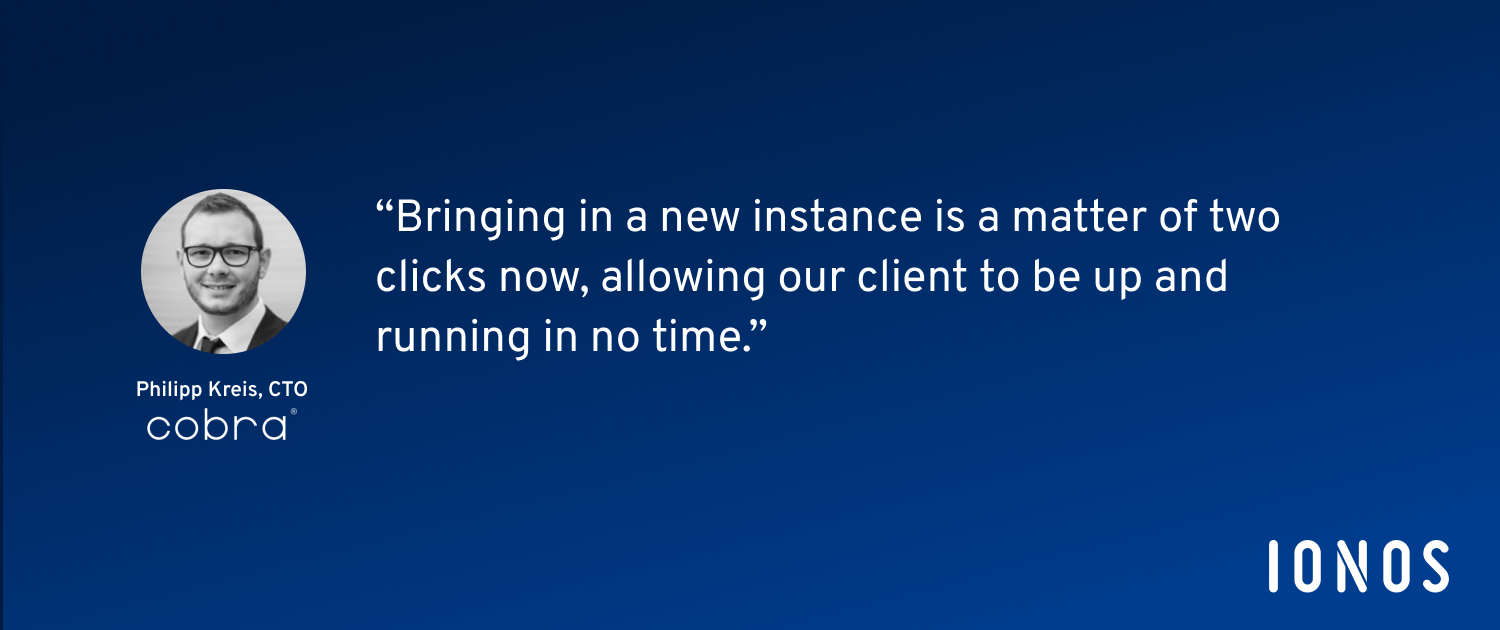 “Bringing in a new instance is a matter of two
clicks now, allowing our client to be up and
running in no time.”
Philipp Kreis, CTO
cobra®
IONOS